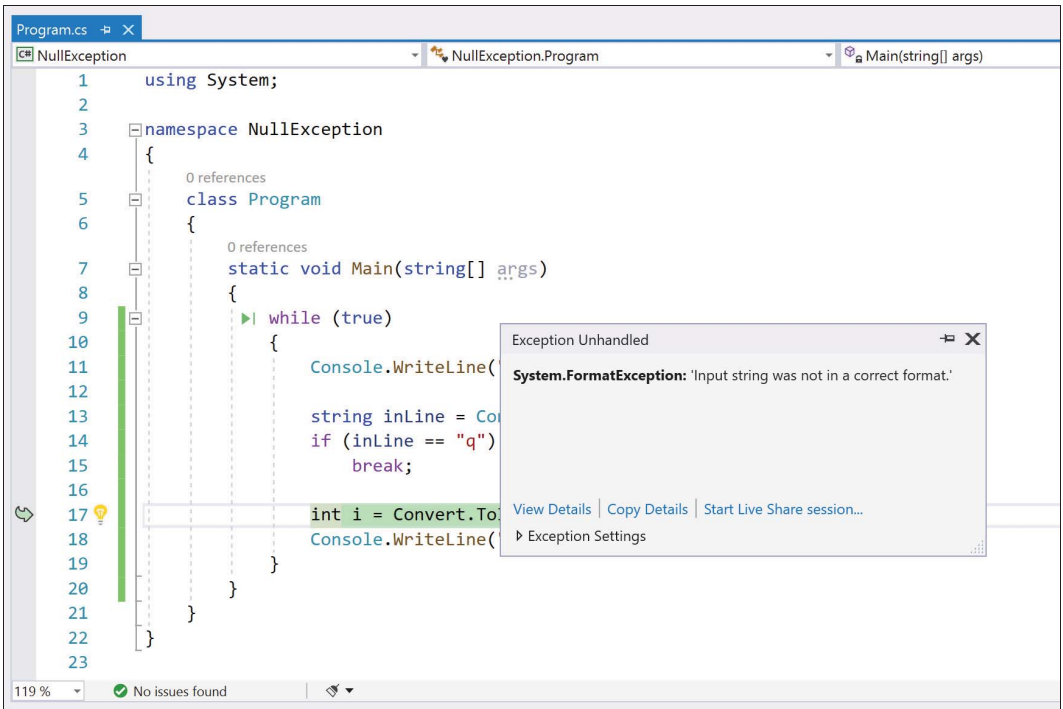 Program.cs
C# NullException NullException.Program Main(string[] args)
1 using System;
2
3 namespace NullException
4 {
0 references
5 class Program
6 {
0 references
7 static void Main(string[] args)
8 {
9 while (true)
10 {
11 Console.WriteLine(
12
13 string inLine = Co
14 if (inLine == "q")
15 break;
16
17 int i = Convert.To
18 Console.WriteLine(
19 }
20 }
21 }
22 }
23
Exception Unhandled
System.FormatException: 'Input string was not in a correct format.'
View Details | Copy Details | Start Live Share session...
Exception Settings
119 % No issues found